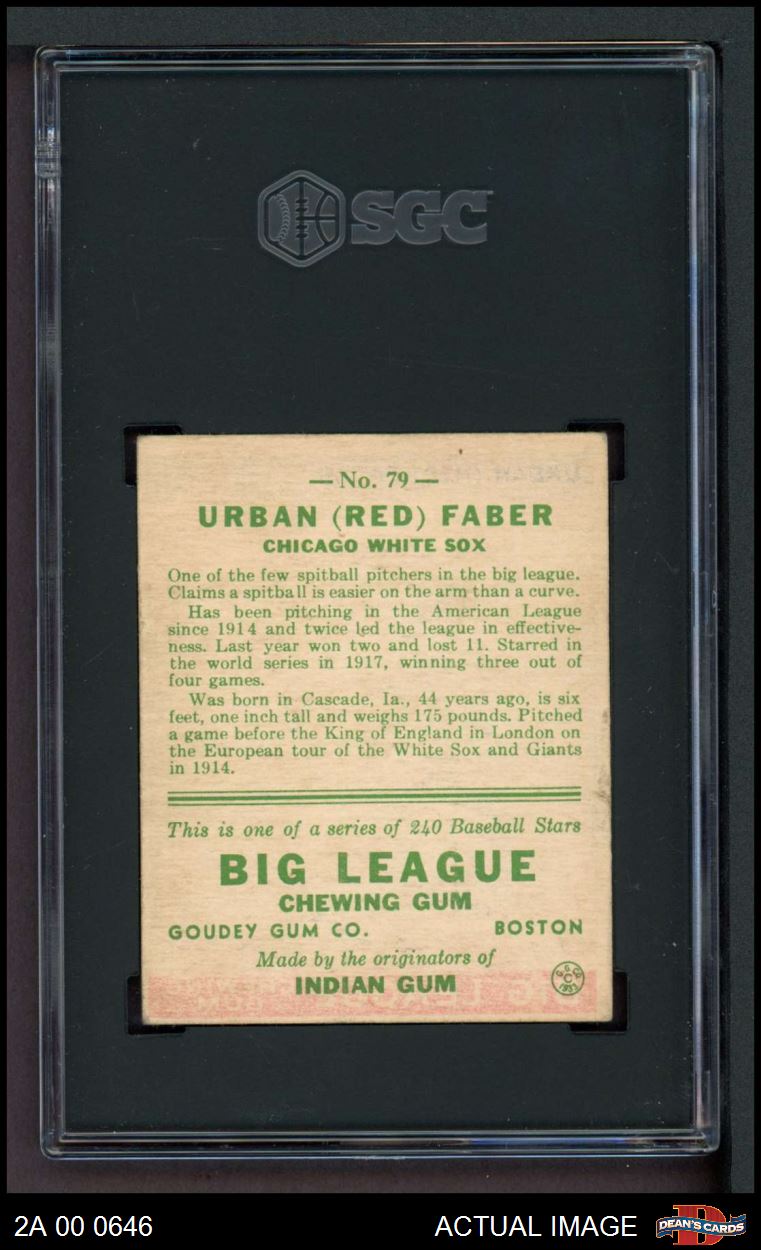 SGC
— No. 79 —
URBAN (RED) FABER
CHICAGO WHITE SOX
One of the few spitball pitchers in the big league.
Claims a spitball is easier on the arm than a curve.
Has been pitching in the American League
since 1914 and twice led the league in effective-
ness. Last year won two and lost 11. Starred in
the world series in 1917, winning three out of
four games.
Was born in Cascade, Ia., 44 years ago, is six
feet, one inch tall and weighs 175 pounds. Pitched
a game before the King of England in London on
the European tour of the White Sox and Giants
in 1914.
This is one of a series of 240 Baseball Stars
BIG LEAGUE
CHEWING GUM
GOUDEY GUM CO. BOSTON
Made by the originators of
INDIAN GUM
G. G. Co.
C
1933
2A 00 0646
ACTUAL IMAGE
DEAN'S CARDS